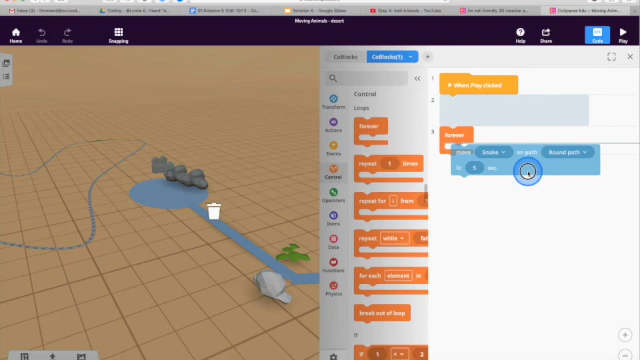 Moving Animals - dessert
Home
Undo
Redo
Snapping
Help
Share
Code
Play
CoBlocks
CoBlocks(1)
Transform
Actions
Events
Control
Operators
Items
Data
Functions
Physics
Control
Loops
forever
repeat 1 times
repeat for i from
repeat while
for each element in
break out of loop
If
if 1 < 2
1
When Play clicked
2
3
forever
move Snake on path Round path
in 5 sec.